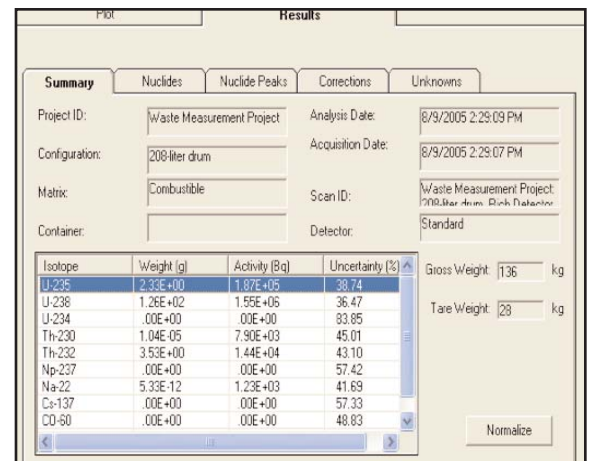 Plot Results
Summary Nuclides Nuclide Peaks Corrections Unknowns
Project ID: Waste Measurement Project Analysis Date: 8/9/2005 2:29:09 PM
Configuration: 208-liter drum Acquisition Date: 8/9/2005 2:29:07 PM
Matrix: Combustible Scan ID: Waste Measurement Project:
208-liter drum, Rich Detector
Container: Detector: Standard
Isotope Weight (g) Activity (Bq) Uncertainty (%) Gross Weight: 136 kg
U-235 2.33E+00 1.87E+05 38.74
U-238 1.26E+02 1.55E+06 36.47
U-234 .00E+00 .00E+00 83.85 Tare Weight: 28 kg
Th-230 1.04E-05 7.90E+03 45.01
Th-232 3.53E+00 1.44E+04 43.10
Np-237 .00E+00 .00E+00 57.42
Na-22 5.33E-12 1.23E+03 41.69
Cs-137 .00E+00 .00E+00 57.33
CO-60 .00E+00 .00E+00 48.83
Normalize